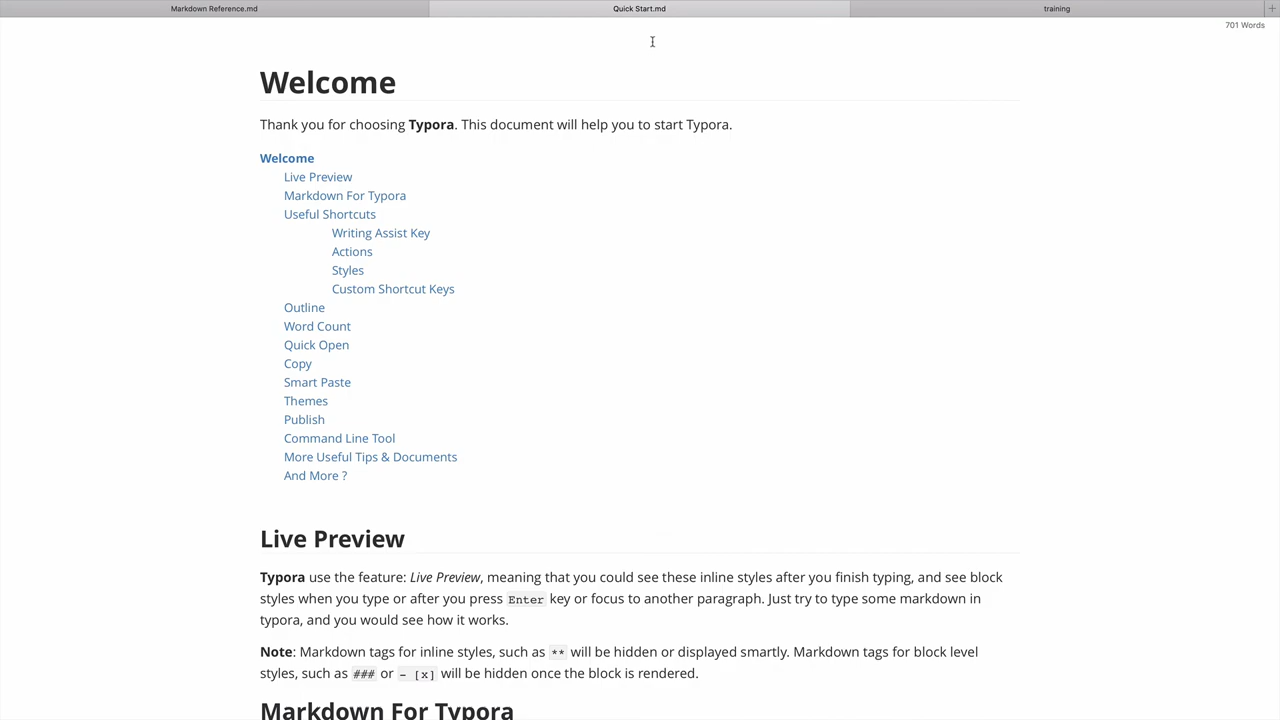 Markdown Reference.md
Quick Start.md
training
+
701 Words
Welcome
Thank you for choosing Typora. This document will help you to start Typora.
Welcome
Live Preview
Markdown For Typora
Useful Shortcuts
Writing Assist Key
Actions
Styles
Custom Shortcut Keys
Outline
Word Count
Quick Open
Copy
Smart Paste
Themes
Publish
Command Line Tool
More Useful Tips & Documents
And More ?
Live Preview
Typora use the feature: Live Preview, meaning that you could see these inline styles after you finish typing, and see block
styles when you type or after you press Enter key or focus to another paragraph. Just try to type some markdown in
typora, and you would see how it works.
Note: Markdown tags for inline styles, such as ** will be hidden or displayed smartly. Markdown tags for block level
styles, such as ### or - [x] will be hidden once the block is rendered.
Markdown For Typora